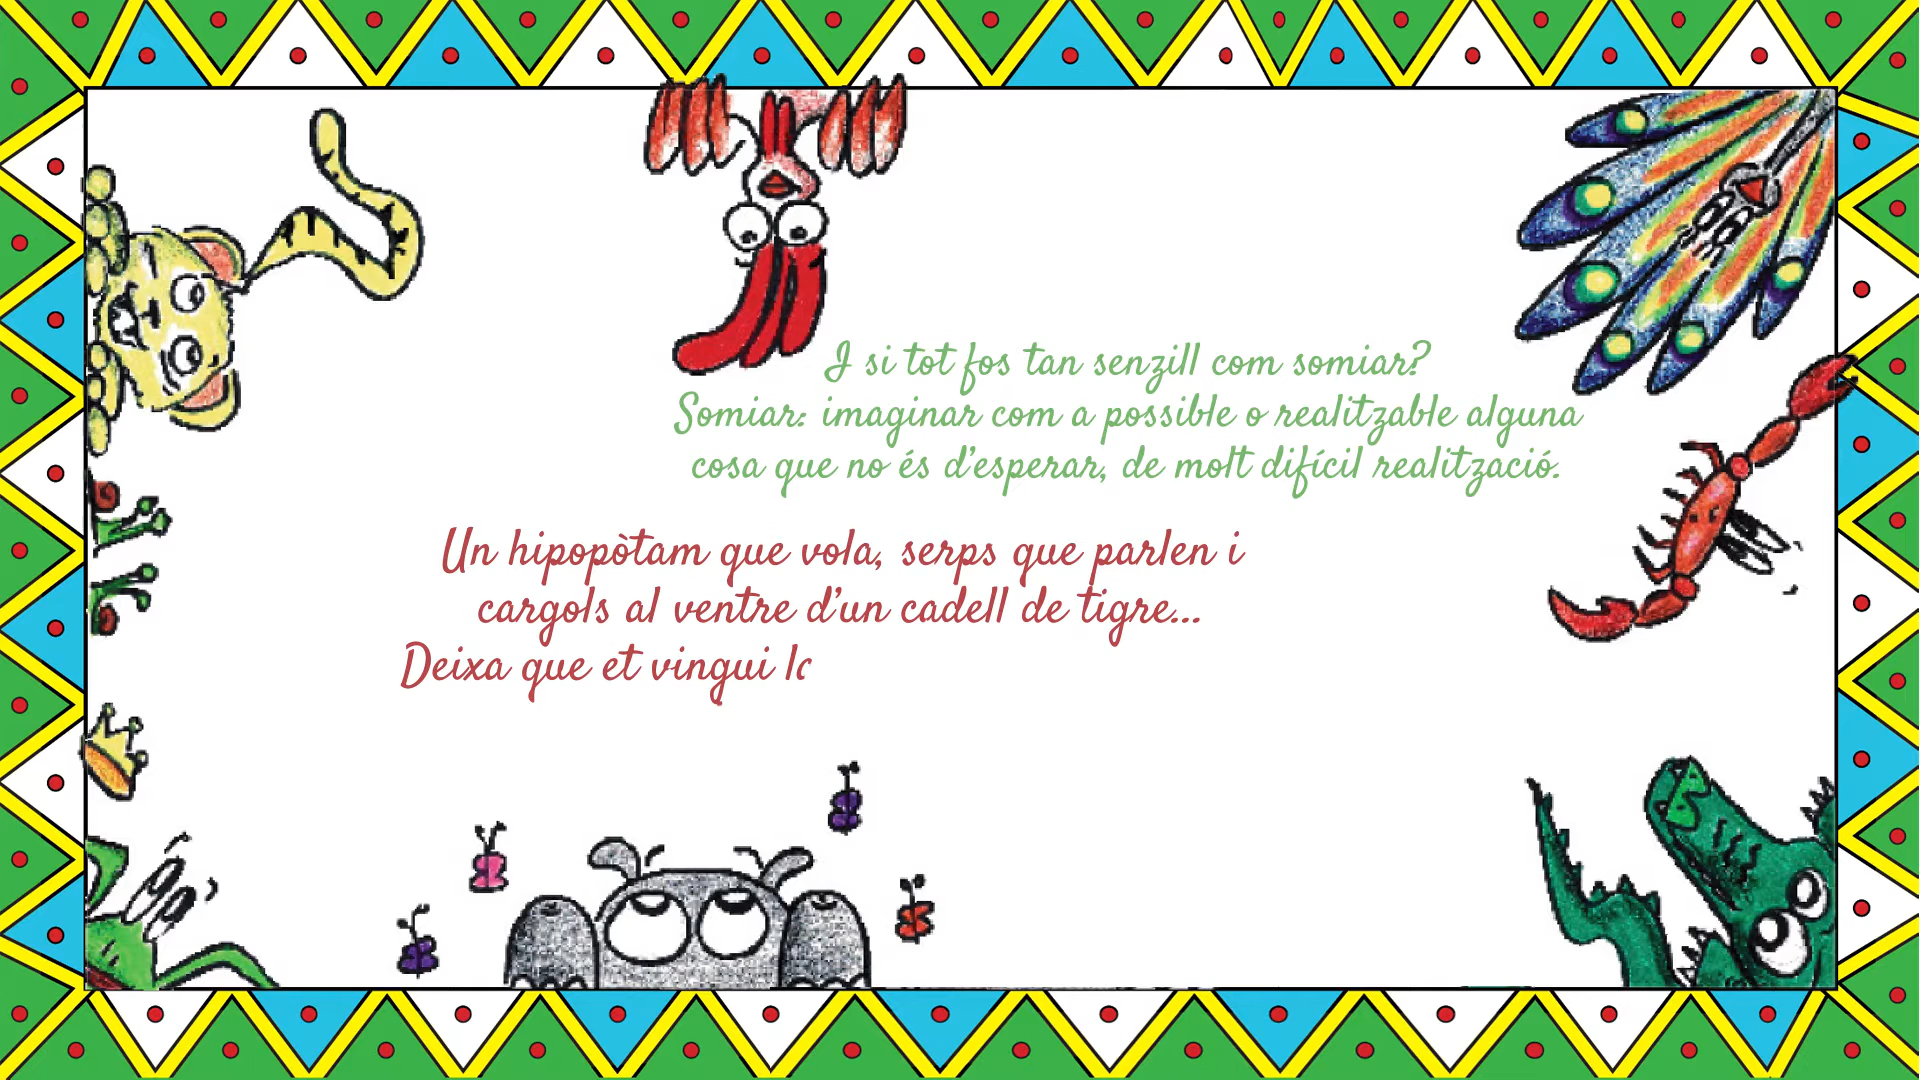 I si tot fos tan senzill com somiar?
Somiar: imaginar com a possible o realitzable alguna
cosa que no és d'esperar, de molt difícil realització.
Un hipopòtam que vola, serps que parlen i
cargols al ventre d'un cadell de tigre...
Deixa que et vingui